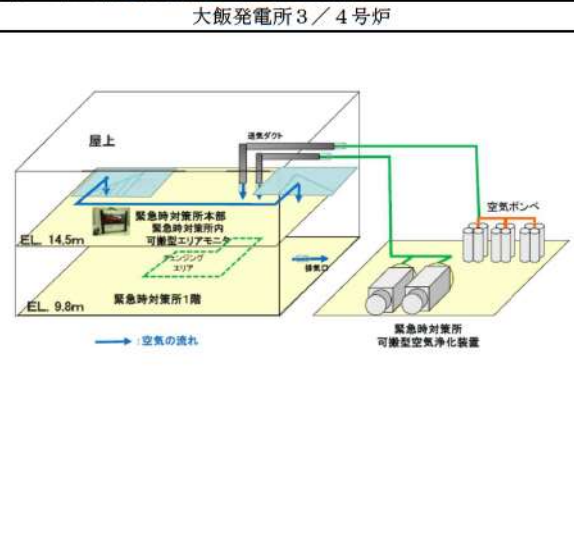 大飯発電所３／４号炉
屋上
送気ダクト
空気ボンベ
緊急時対策所本部
緊急時対策所内
可搬型エリアモニタ
EL. 14.5m
チェンジング
エリア
排気口
緊急時対策所1階
EL. 9.8m
緊急時対策所
可搬型空気浄化装置
：空気の流れ